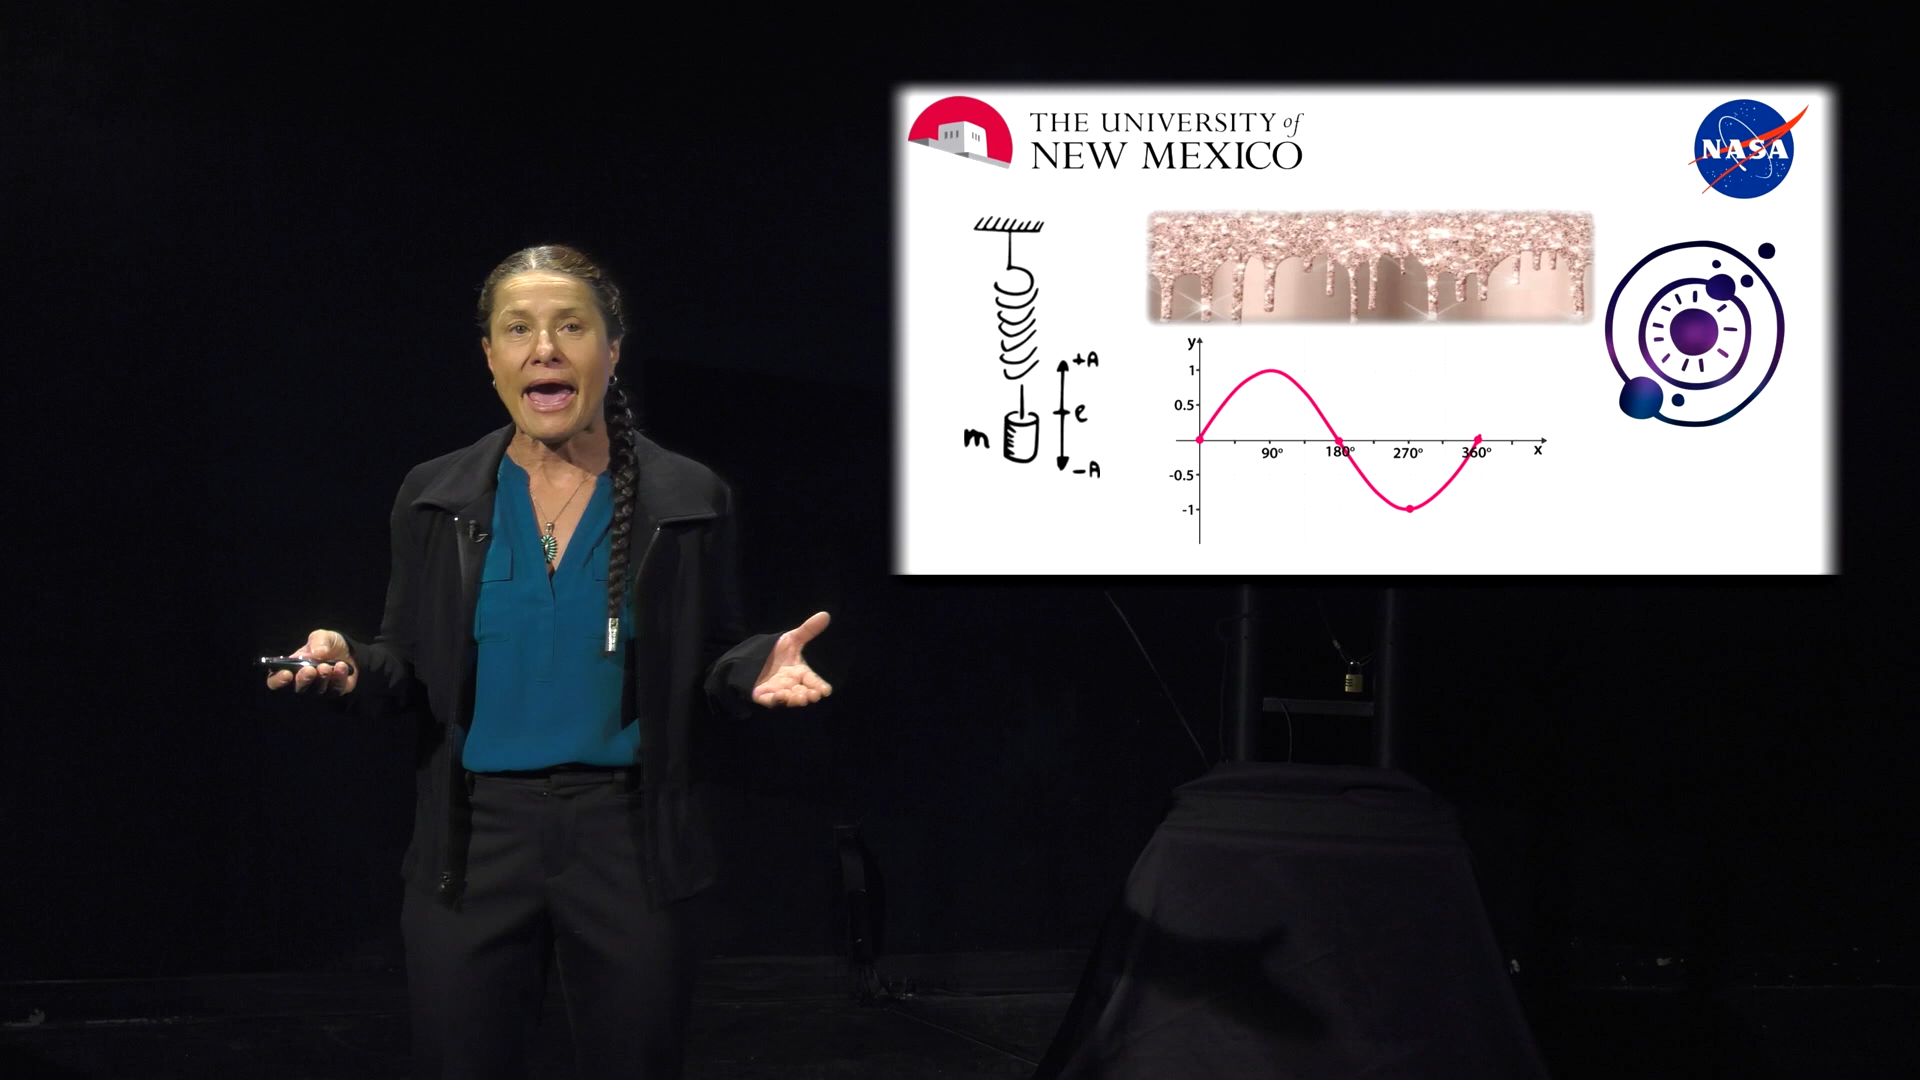 THE UNIVERSITY of
NEW MEXICO
NASA
+A
e
m
-A
y
1
0.5
-0.5
-1
90°
180°
270°
360°
x